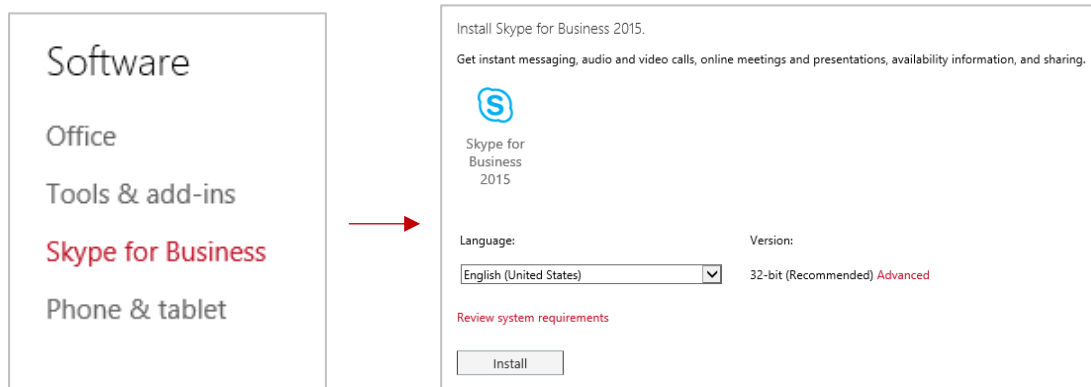 Software
Office
Tools & add-ins
Skype for Business
Phone & tablet
Install Skype for Business 2015.
Get instant messaging, audio and video calls, online meetings and presentations, availability information, and sharing.
Skype for
Business
2015
Language:
Version:
English (United States)
32-bit (Recommended) Advanced
Review system requirements
Install